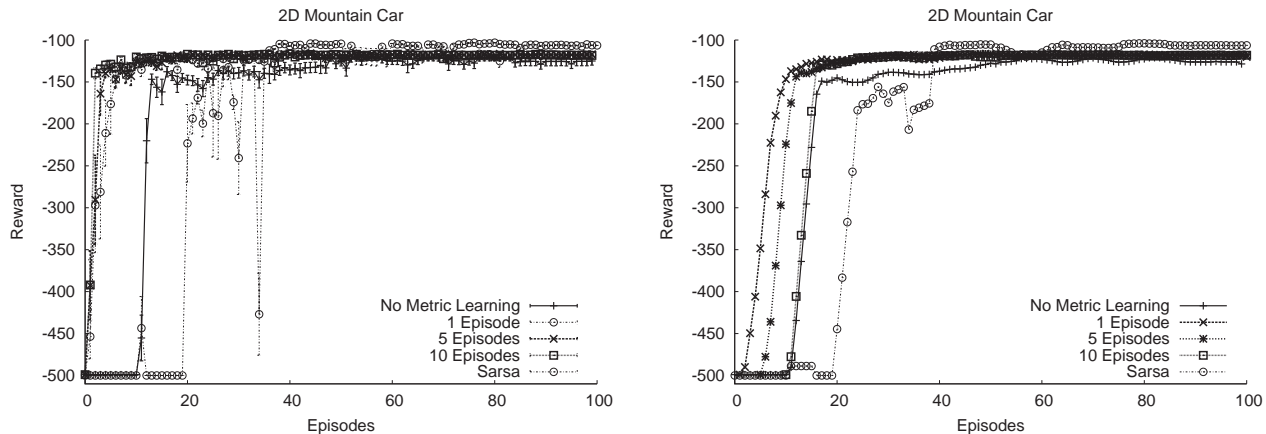 2D Mountain Car
-100
-150
-200
-250
-300
-350
-400
-450
-500
Reward
0 20 40 60 80 100
Episodes
No Metric Learning
1 Episode
5 Episodes
10 Episodes
Sarsa
2D Mountain Car
-100
-150
-200
-250
-300
-350
-400
-450
-500
Reward
0 20 40 60 80 100
Episodes
No Metric Learning
1 Episode
5 Episodes
10 Episodes
Sarsa